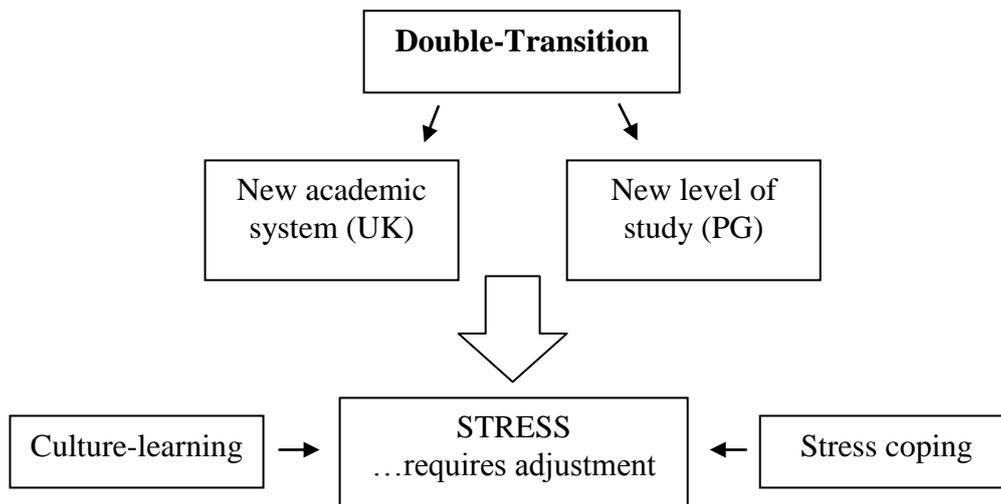 Double-Transition
New academic
system (UK)
New level of
study (PG)
Culture-learning
STRESS
…requires adjustment
Stress coping